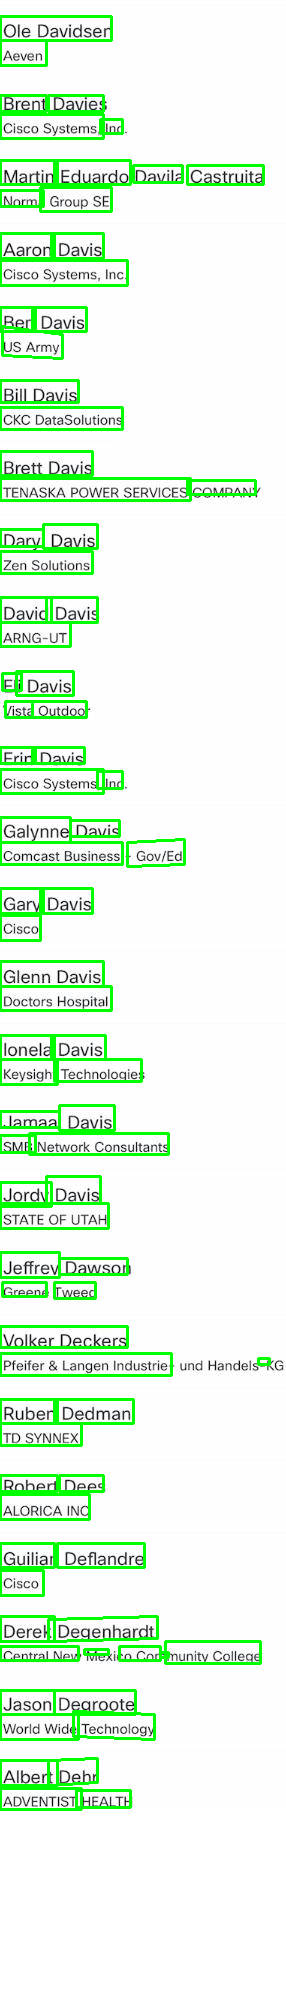 Ole Davidsen
Aeven
Brent Davies
Cisco Systems, Inc.
Martin Eduardo Davila Castruita
Norma Group SE
Aaron Davis
Cisco Systems, Inc.
Ben Davis
US Army
Bill Davis
CKC DataSolutions
Brett Davis
TENASKA POWER SERVICES COMPANY
Daryl Davis
Zen Solutions
David Davis
ARNG-UT
Eli Davis
Vista Outdoor
Erin Davis
Cisco Systems, Inc.
Galynne Davis
Comcast Business - Gov/Ed
Gary Davis
Cisco
Glenn Davis
Doctors Hospital
Ionela Davis
Keysight Technologies
Jamaal Davis
SMB Network Consultants
Jordy Davis
STATE OF UTAH
Jeffrey Dawson
Greene Tweed
Volker Deckers
Pfeifer & Langen Industrie- und Handels-KG
Ruben Dedman
TD SYNNEX
Robert Dees
ALORICA INC
Guilian Deflandre
Cisco
Derek Degenhardt
Central New Mexico Community College
Jason Degroote
World Wide Technology
Albert Dehr
ADVENTIST HEALTH